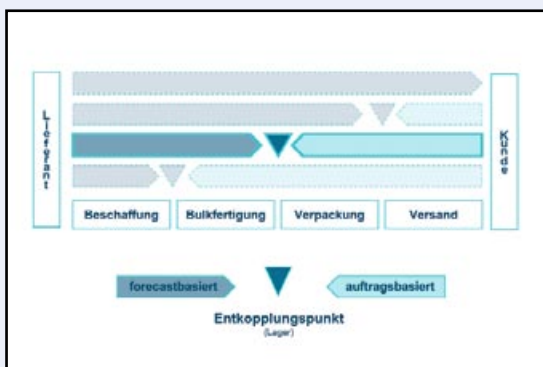 Lieferant
Kunde
Beschaffung
Bulkfertigung
Verpackung
Versand
forecastbasiert
auftragsbasiert
Entkopplungspunkt
(Lager)